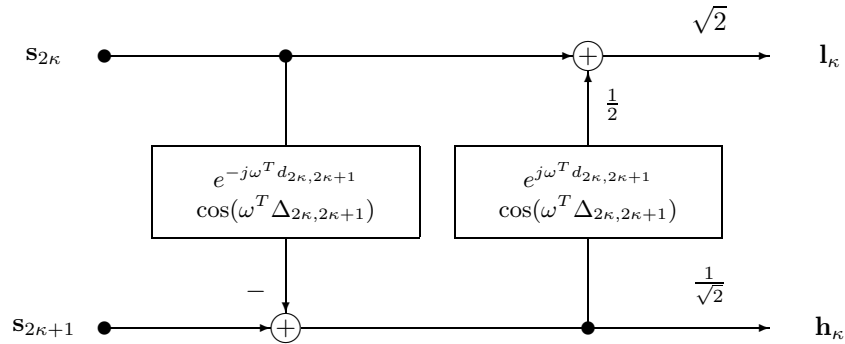 √2
s_{2κ} + l_κ
1/2
e^{-jω^T d_{2κ,2κ+1}} e^{jω^T d_{2κ,2κ+1}}
cos(ω^T Δ_{2κ,2κ+1}) cos(ω^T Δ_{2κ,2κ+1})
− 1/√2
s_{2κ+1} + h_κ